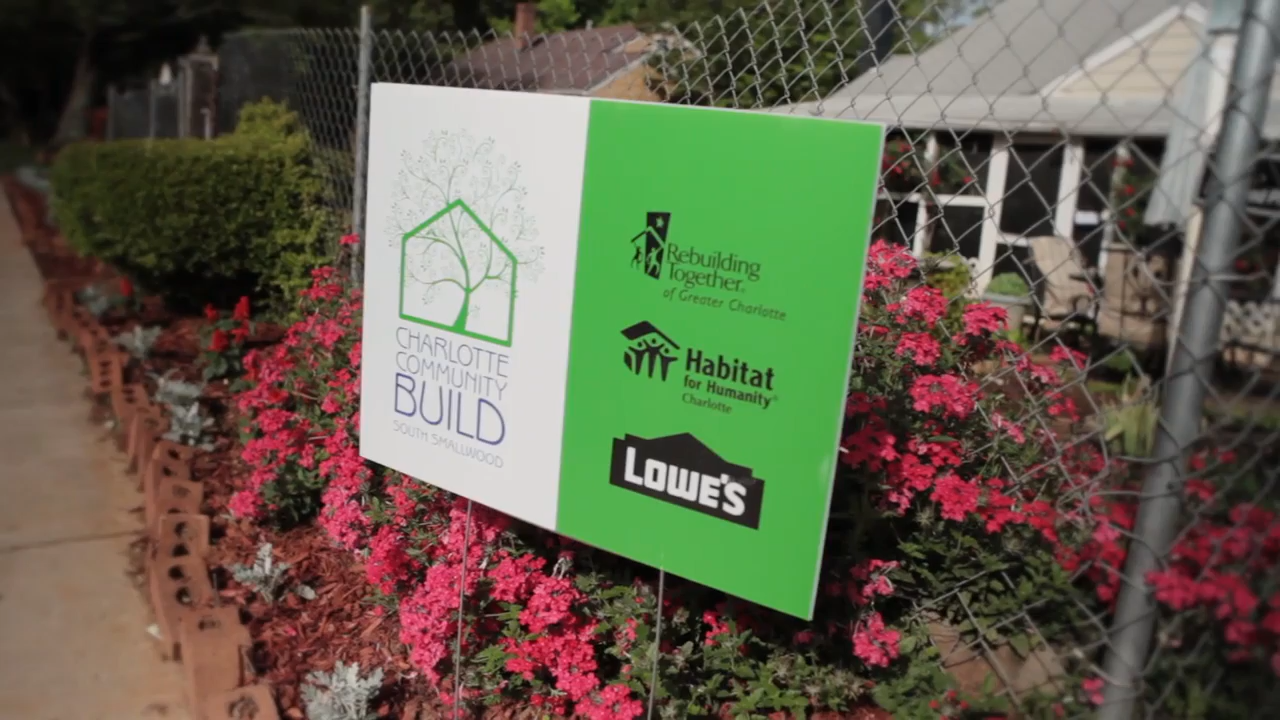 CHARLOTTE
COMMUNITY
BUILD
SOUTH SMALLWOOD
Rebuilding
Together®
of Greater Charlotte
Habitat
for Humanity®
Charlotte
LOWE'S